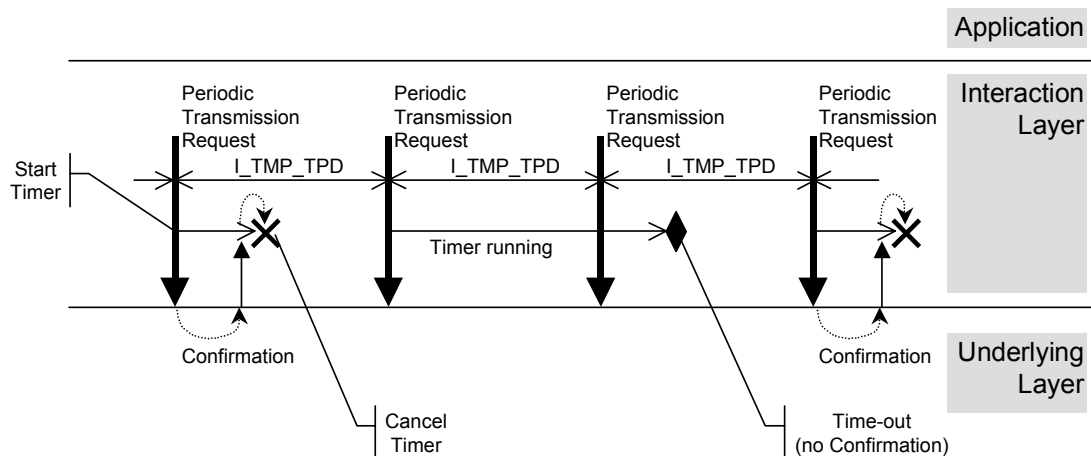 Application
Periodic
Transmission
Request
Periodic
Transmission
Request
Periodic
Transmission
Request
Periodic
Transmission
Request
Interaction
Layer
Start
Timer
I_TMP_TPD
I_TMP_TPD
I_TMP_TPD
Timer running
Confirmation
Confirmation
Underlying
Layer
Cancel
Timer
Time-out
(no Confirmation)